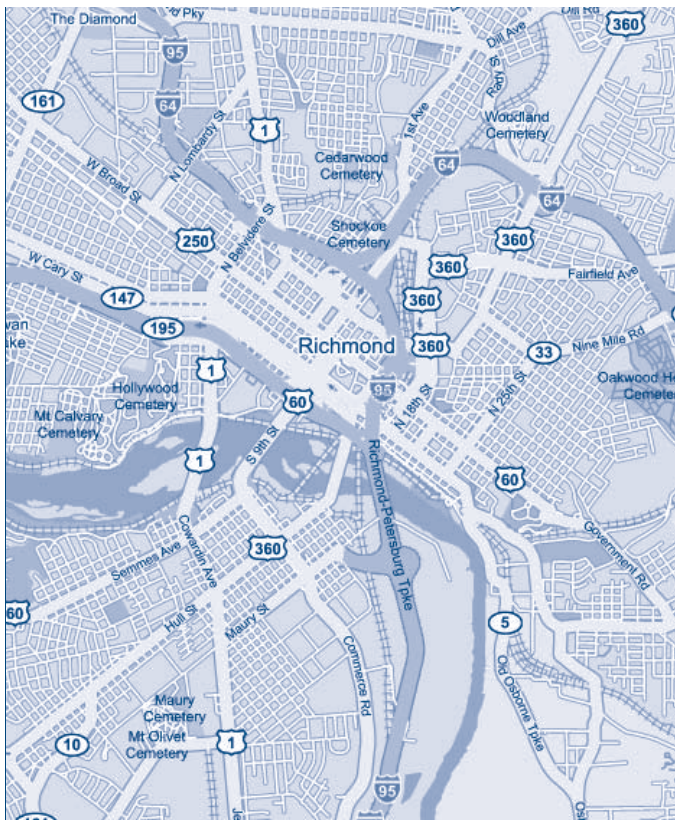 The Diamond
Pky
95
Dill Rd
360
Dill Ave
Rady St
161
64
1
N Lombardy St
1st Ave
Woodland
Cemetery
Cedarwood
Cemetery
64
64
W Broad St
250
N Belvidere St
Shockoe
Cemetery
360
360
Fairfield Ave
W Cary St
147
360
195
Richmond
360
33
Nine Mile Rd
1
Hollywood
Cemetery
60
95
N 18th St
N 25th St
Oakwood
Mt Calvary
Cemetery
S 9th St
1
60
Richmond-Petersburg Tpke
Government Rd
Semmes Ave
Cowardin Ave
360
60
Hull St
Maury St
5
Commerce Rd
Old Osborne Tpke
Maury
Cemetery
10
Mt Olivet
Cemetery
1
95